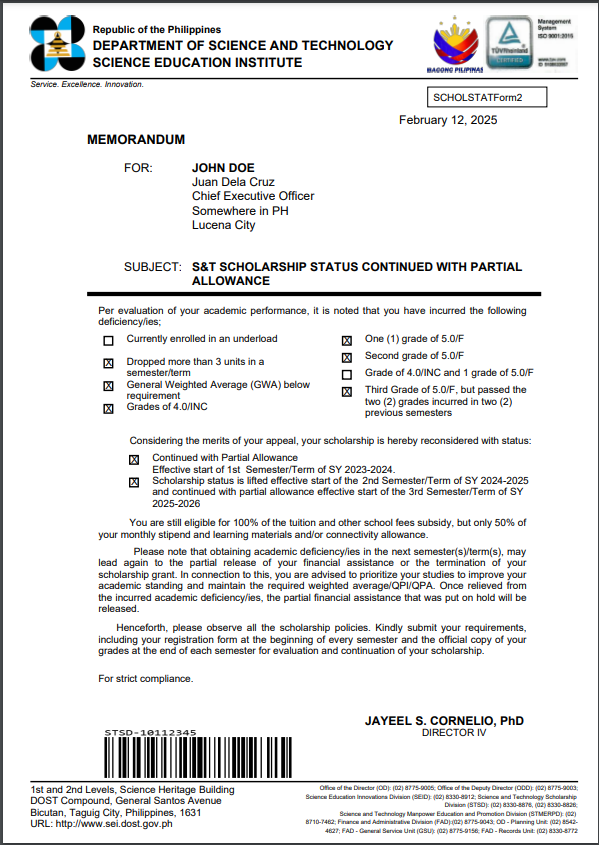 Republic of the Philippines
DEPARTMENT OF SCIENCE AND TECHNOLOGY
SCIENCE EDUCATION INSTITUTE
Service. Excellence. Innovation.
BAGONG PILIPINAS
TÜVRheinland
CERTIFIED
Management
System
ISO 9001:2015
www.tuv.com
SCHOLSTATForm2
February 12, 2025
MEMORANDUM
FOR: JOHN DOE
Juan Dela Cruz
Chief Executive Officer
Somewhere in PH
Lucena City
SUBJECT: S&T SCHOLARSHIP STATUS CONTINUED WITH PARTIAL
ALLOWANCE
Per evaluation of your academic performance, it is noted that you have incurred the following
deficiency/ies;
Currently enrolled in an underload
X Dropped more than 3 units in a
semester/term
X General Weighted Average (GWA) below
requirement
X Grades of 4.0/INC
X One (1) grade of 5.0/F
X Second grade of 5.0/F
Grade of 4.0/INC and 1 grade of 5.0/F
X Third Grade of 5.0/F, but passed the
two (2) grades incurred in two (2)
previous semesters
Considering the merits of your appeal, your scholarship is hereby reconsidered with status:
X Continued with Partial Allowance
Effective start of 1st Semester/Term of SY 2023-2024.
X Scholarship status is lifted effective start of the 2nd Semester/Term of SY 2024-2025
and continued with partial allowance effective start of the 3rd Semester/Term of SY
2025-2026
You are still eligible for 100% of the tuition and other school fees subsidy, but only 50% of
your monthly stipend and learning materials and/or connectivity allowance.
Please note that obtaining academic deficiency/ies in the next semester(s)/term(s), may
lead again to the partial release of your financial assistance or the termination of your
scholarship grant. In connection to this, you are advised to prioritize your studies to improve your
academic standing and maintain the required weighted average/QPI/QPA. Once relieved from
the incurred academic deficiency/ies, the partial financial assistance that was put on hold will be
released.
Henceforth, please observe all the scholarship policies. Kindly submit your requirements,
including your registration form at the beginning of every semester and the official copy of your
grades at the end of each semester for evaluation and continuation of your scholarship.
For strict compliance.
JAYEEL S. CORNELIO, PhD
DIRECTOR IV
STSD-10112345
1st and 2nd Levels, Science Heritage Building
DOST Compound, General Santos Avenue
Bicutan, Taguig City, Philippines, 1631
URL: http://www.sei.dost.gov.ph
Office of the Director (OD): (02) 8775-9005; Office of the Deputy Director (ODD): (02) 8775-9003;
Science Education Innovations Division (SEID): (02) 8330-8912; Science and Technology Scholarship
Division (STSD): (02) 8330-8876, (02) 8330-8826;
Science and Technology Manpower Education and Promotion Division (STMERPD): (02)
8710-7462; Finance and Administrative Division (FAD):(02) 8775-9043; OD - Planning Unit: (02) 8542-
4627; FAD - General Service Unit (GSU): (02) 8775-9156; FAD - Records Unit: (02) 8330-8772